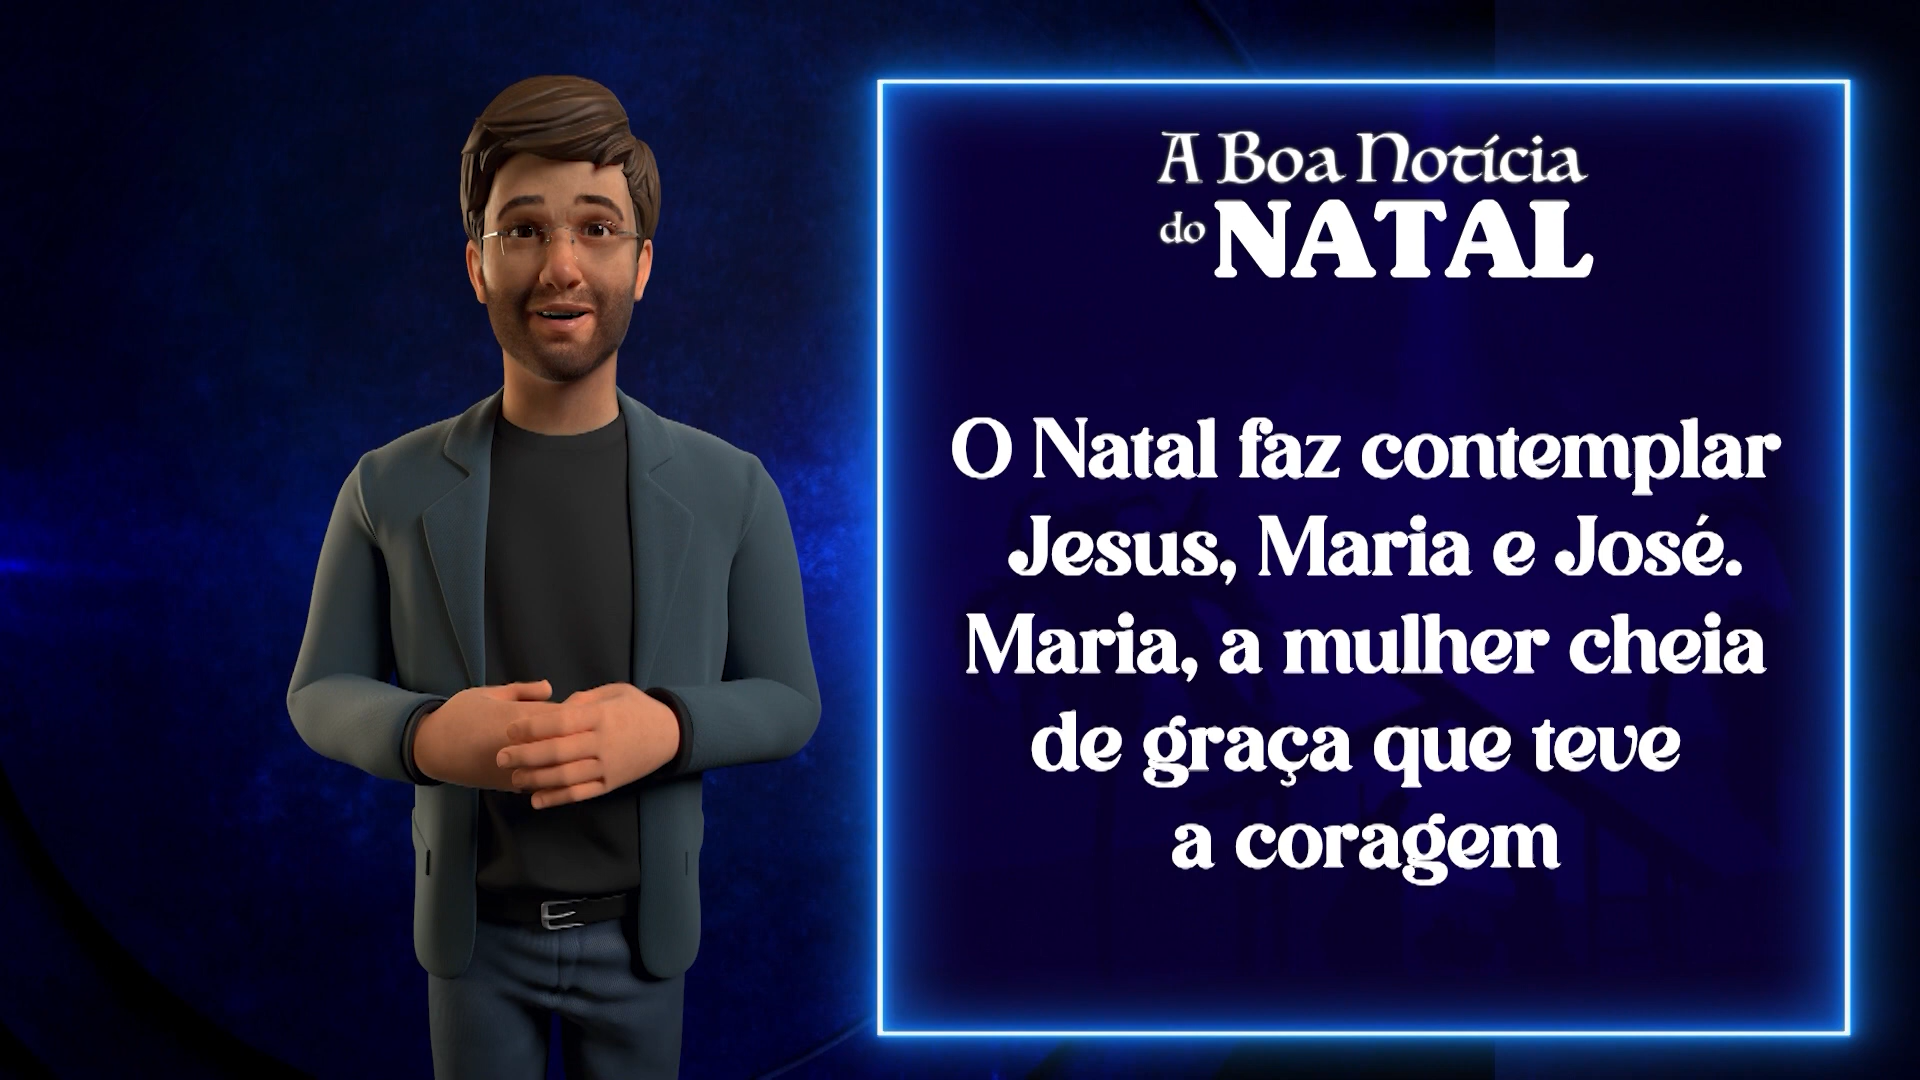 A Boa Notícia
do NATAL
O Natal faz contemplar
Jesus, Maria e José.
Maria, a mulher cheia
de graça que teve
a coragem